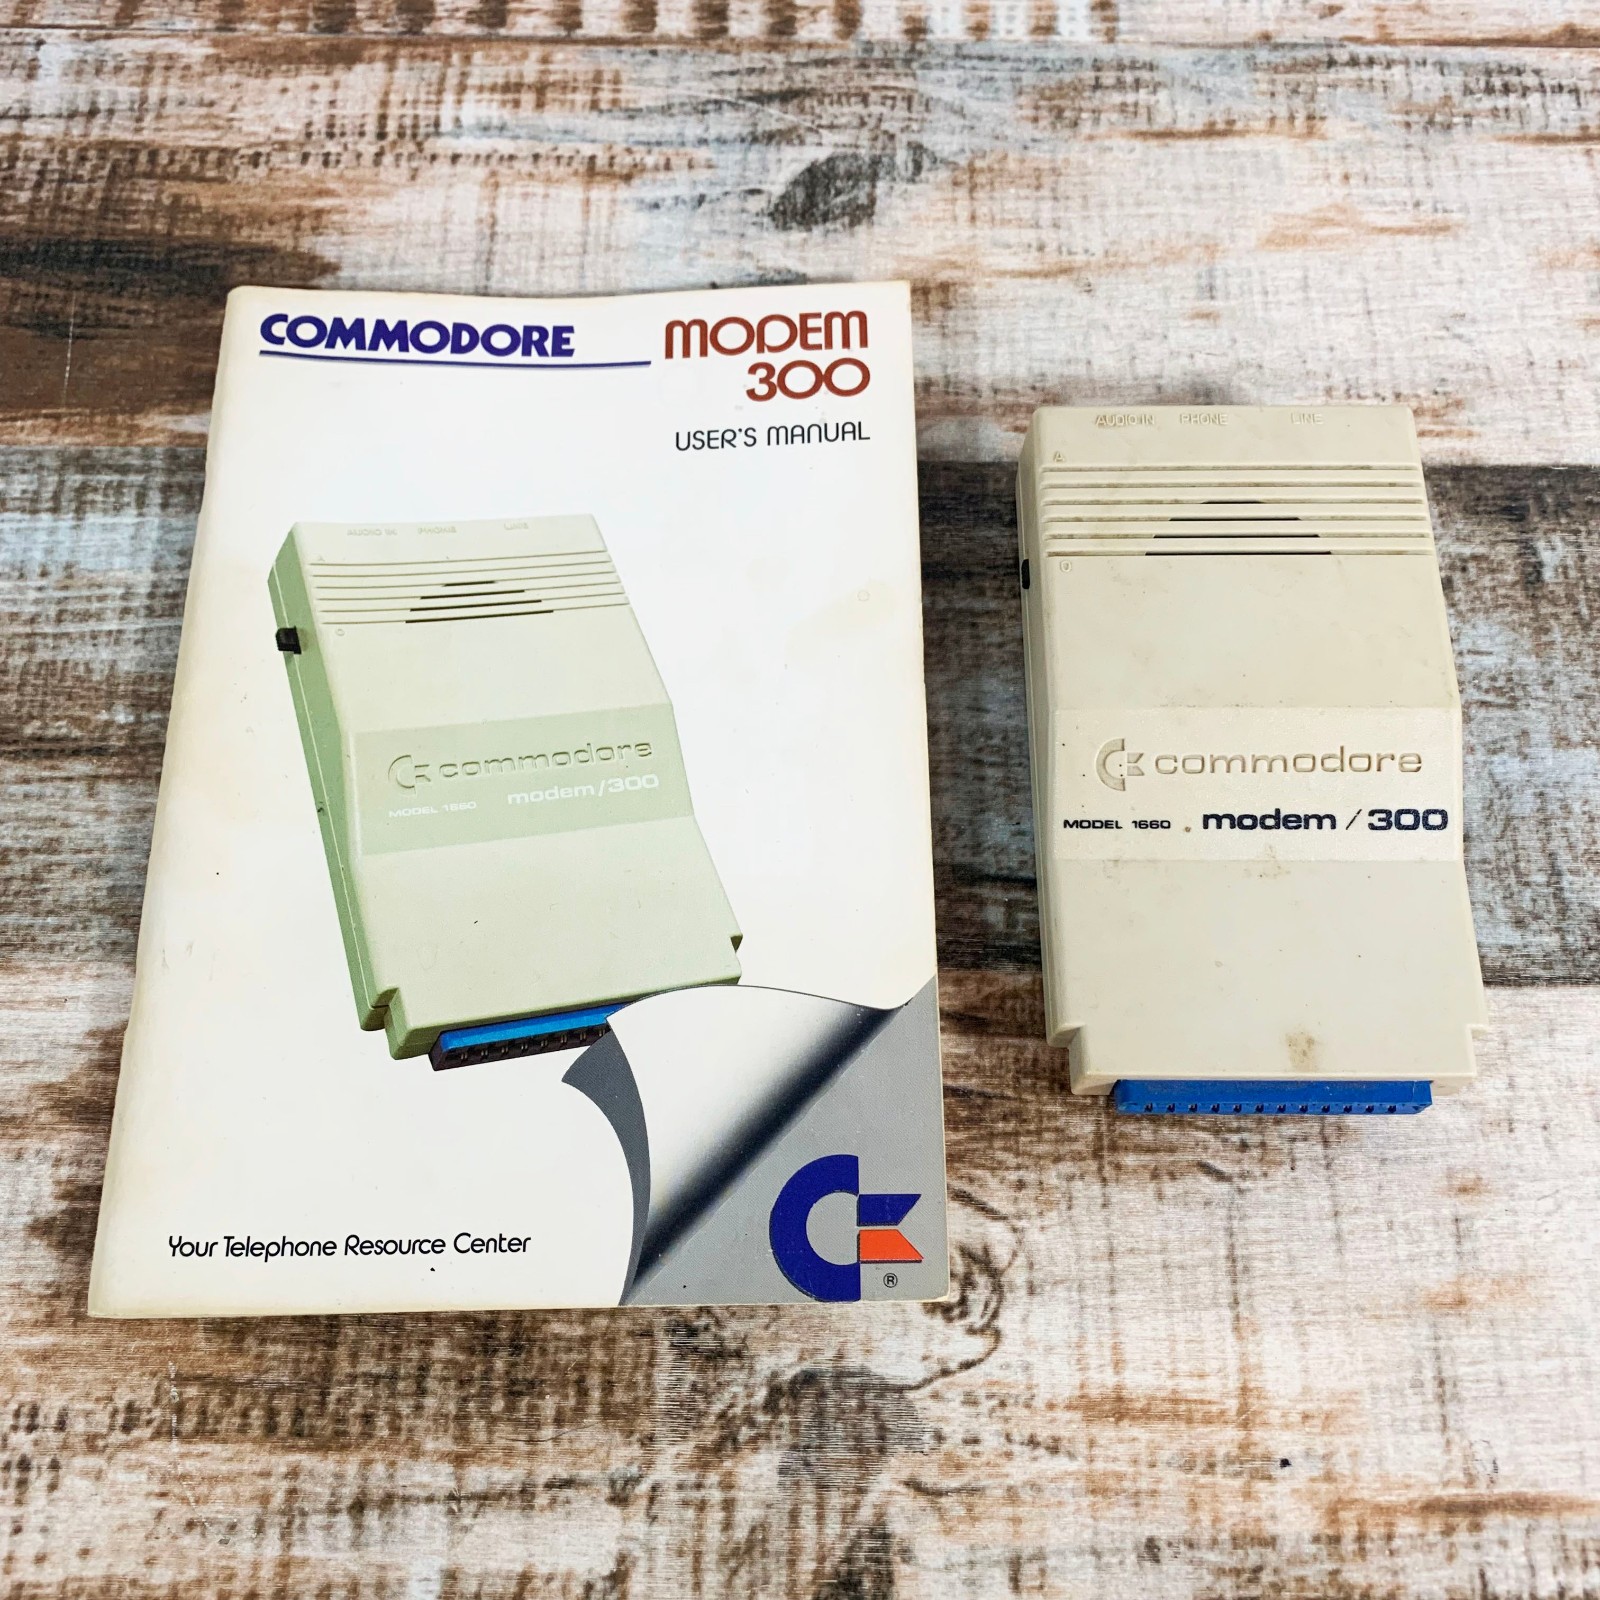 COMMODORE
MODEM
300
USER'S MANUAL
AUDIO IN PHONE LINE
A
O
commodore
MODEL 1660 modem/300
Your Telephone Resource Center
®
AUDIO IN PHONE LINE
A
O
commodore
MODEL 1660 modem / 300